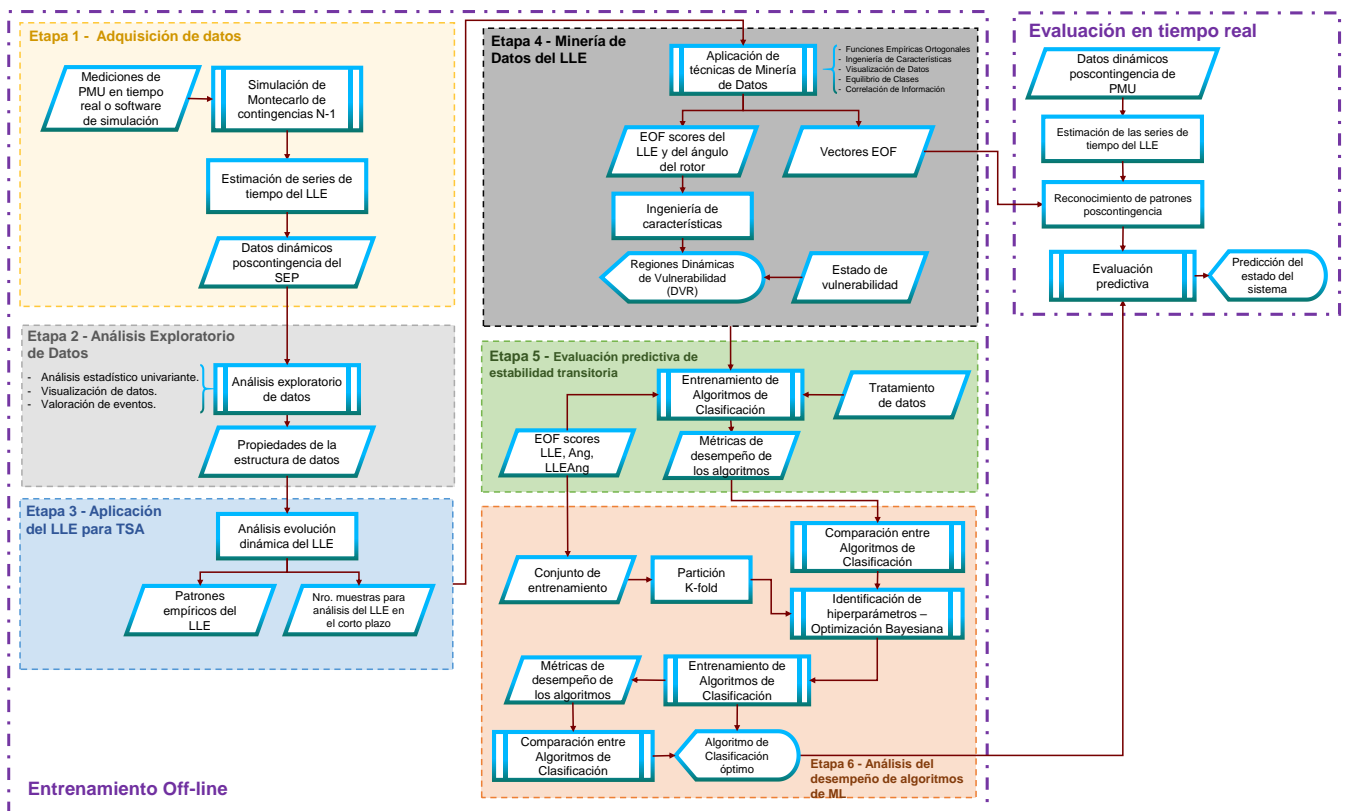 Etapa 1 - Adquisición de datos
Mediciones de
PMU en tiempo
real o software
de simulación
Simulación de
Montecarlo de
contingencias N-1
Estimación de series de
tiempo del LLE
Datos dinámicos
poscontingencia del
SEP
Etapa 2 - Análisis Exploratorio
de Datos
- Análisis estadístico univariante.
- Visualización de datos.
- Valoración de eventos.
Análisis exploratorio
de datos
Propiedades de la
estructura de datos
Etapa 3 - Aplicación
del LLE para TSA
Análisis evolución
dinámica del LLE
Patrones
empíricos del
LLE
Nro. muestras para
análisis del LLE en
el corto plazo
Entrenamiento Off-line
Etapa 4 - Minería de
Datos del LLE
Aplicación de
técnicas de Minería
de Datos
- Funciones Empíricas Ortogonales
- Ingeniería de Características
- Visualización de Datos
- Equilibrio de Clases
- Correlación de Información
EOF scores del
LLE y del ángulo
del rotor
Vectores EOF
Ingeniería de
características
Regiones Dinámicas
de Vulnerabilidad
(DVR)
Estado de
vulnerabilidad
Etapa 5 - Evaluación predictiva de
estabilidad transitoria
Entrenamiento de
Algoritmos de
Clasificación
Tratamiento
de datos
EOF scores
LLE, Ang,
LLEAng
Métricas de
desempeño de
los algoritmos
Comparación entre
Algoritmos de
Clasificación
Conjunto de
entrenamiento
Partición
K-fold
Identificación de
hiperparámetros –
Optimización Bayesiana
Métricas de
desempeño de
los algoritmos
Entrenamiento de
Algoritmos de
Clasificación
Comparación entre
Algoritmos de
Clasificación
Algoritmo de
Clasificación
óptimo
Etapa 6 - Análisis del
desempeño de algoritmos
de ML
Evaluación en tiempo real
Datos dinámicos
poscontingencia de
PMU
Estimación de las series de
tiempo del LLE
Reconocimiento de patrones
poscontingencia
Evaluación
predictiva
Predicción del
estado del
sistema